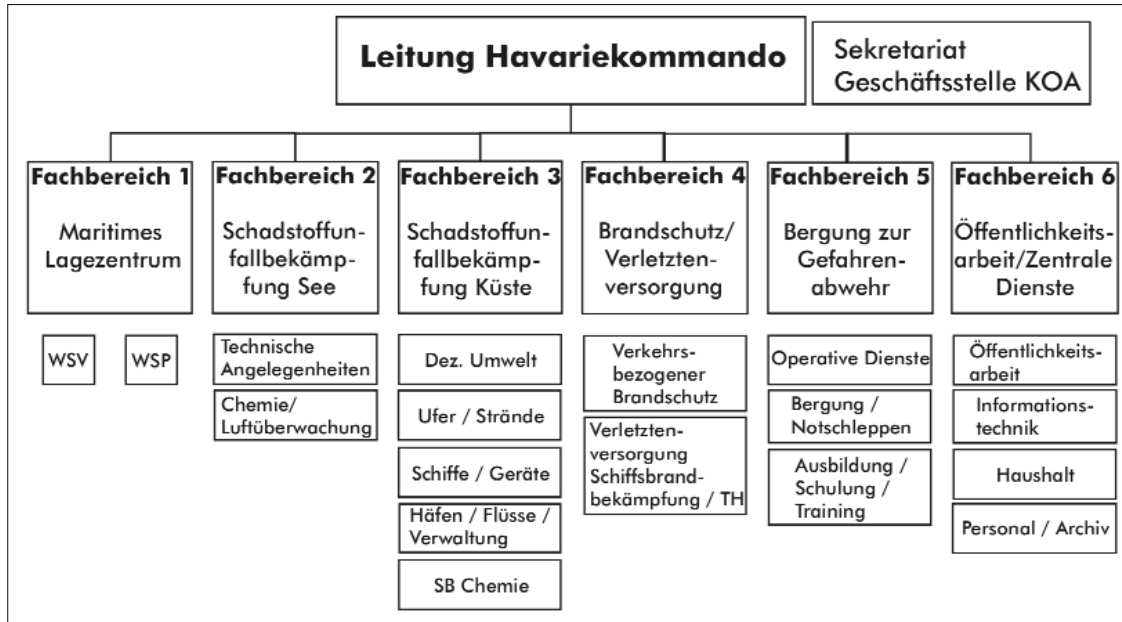 Leitung Havariekommando
Sekretariat
Geschäftsstelle KOA
Fachbereich 1
Maritimes
Lagezentrum
WSV
WSP
Fachbereich 2
Schadstoffun-
fallbekämp-
fung See
Technische
Angelegenheiten
Chemie/
Luftüberwachung
Fachbereich 3
Schadstoffun-
fallbekämp-
fung Küste
Dez. Umwelt
Ufer / Strände
Schiffe / Geräte
Häfen / Flüsse /
Verwaltung
SB Chemie
Fachbereich 4
Brandschutz/
Verletzten-
versorgung
Verkehrs-
bezogener
Brandschutz
Verletzten-
versorgung
Schiffsbrand-
bekämpfung / TH
Fachbereich 5
Bergung zur
Gefahren-
abwehr
Operative Dienste
Bergung /
Notschleppen
Ausbildung /
Schulung /
Training
Fachbereich 6
Öffentlichkeits-
arbeit/Zentrale
Dienste
Öffentlichkeits-
arbeit
Informations-
technik
Haushalt
Personal / Archiv